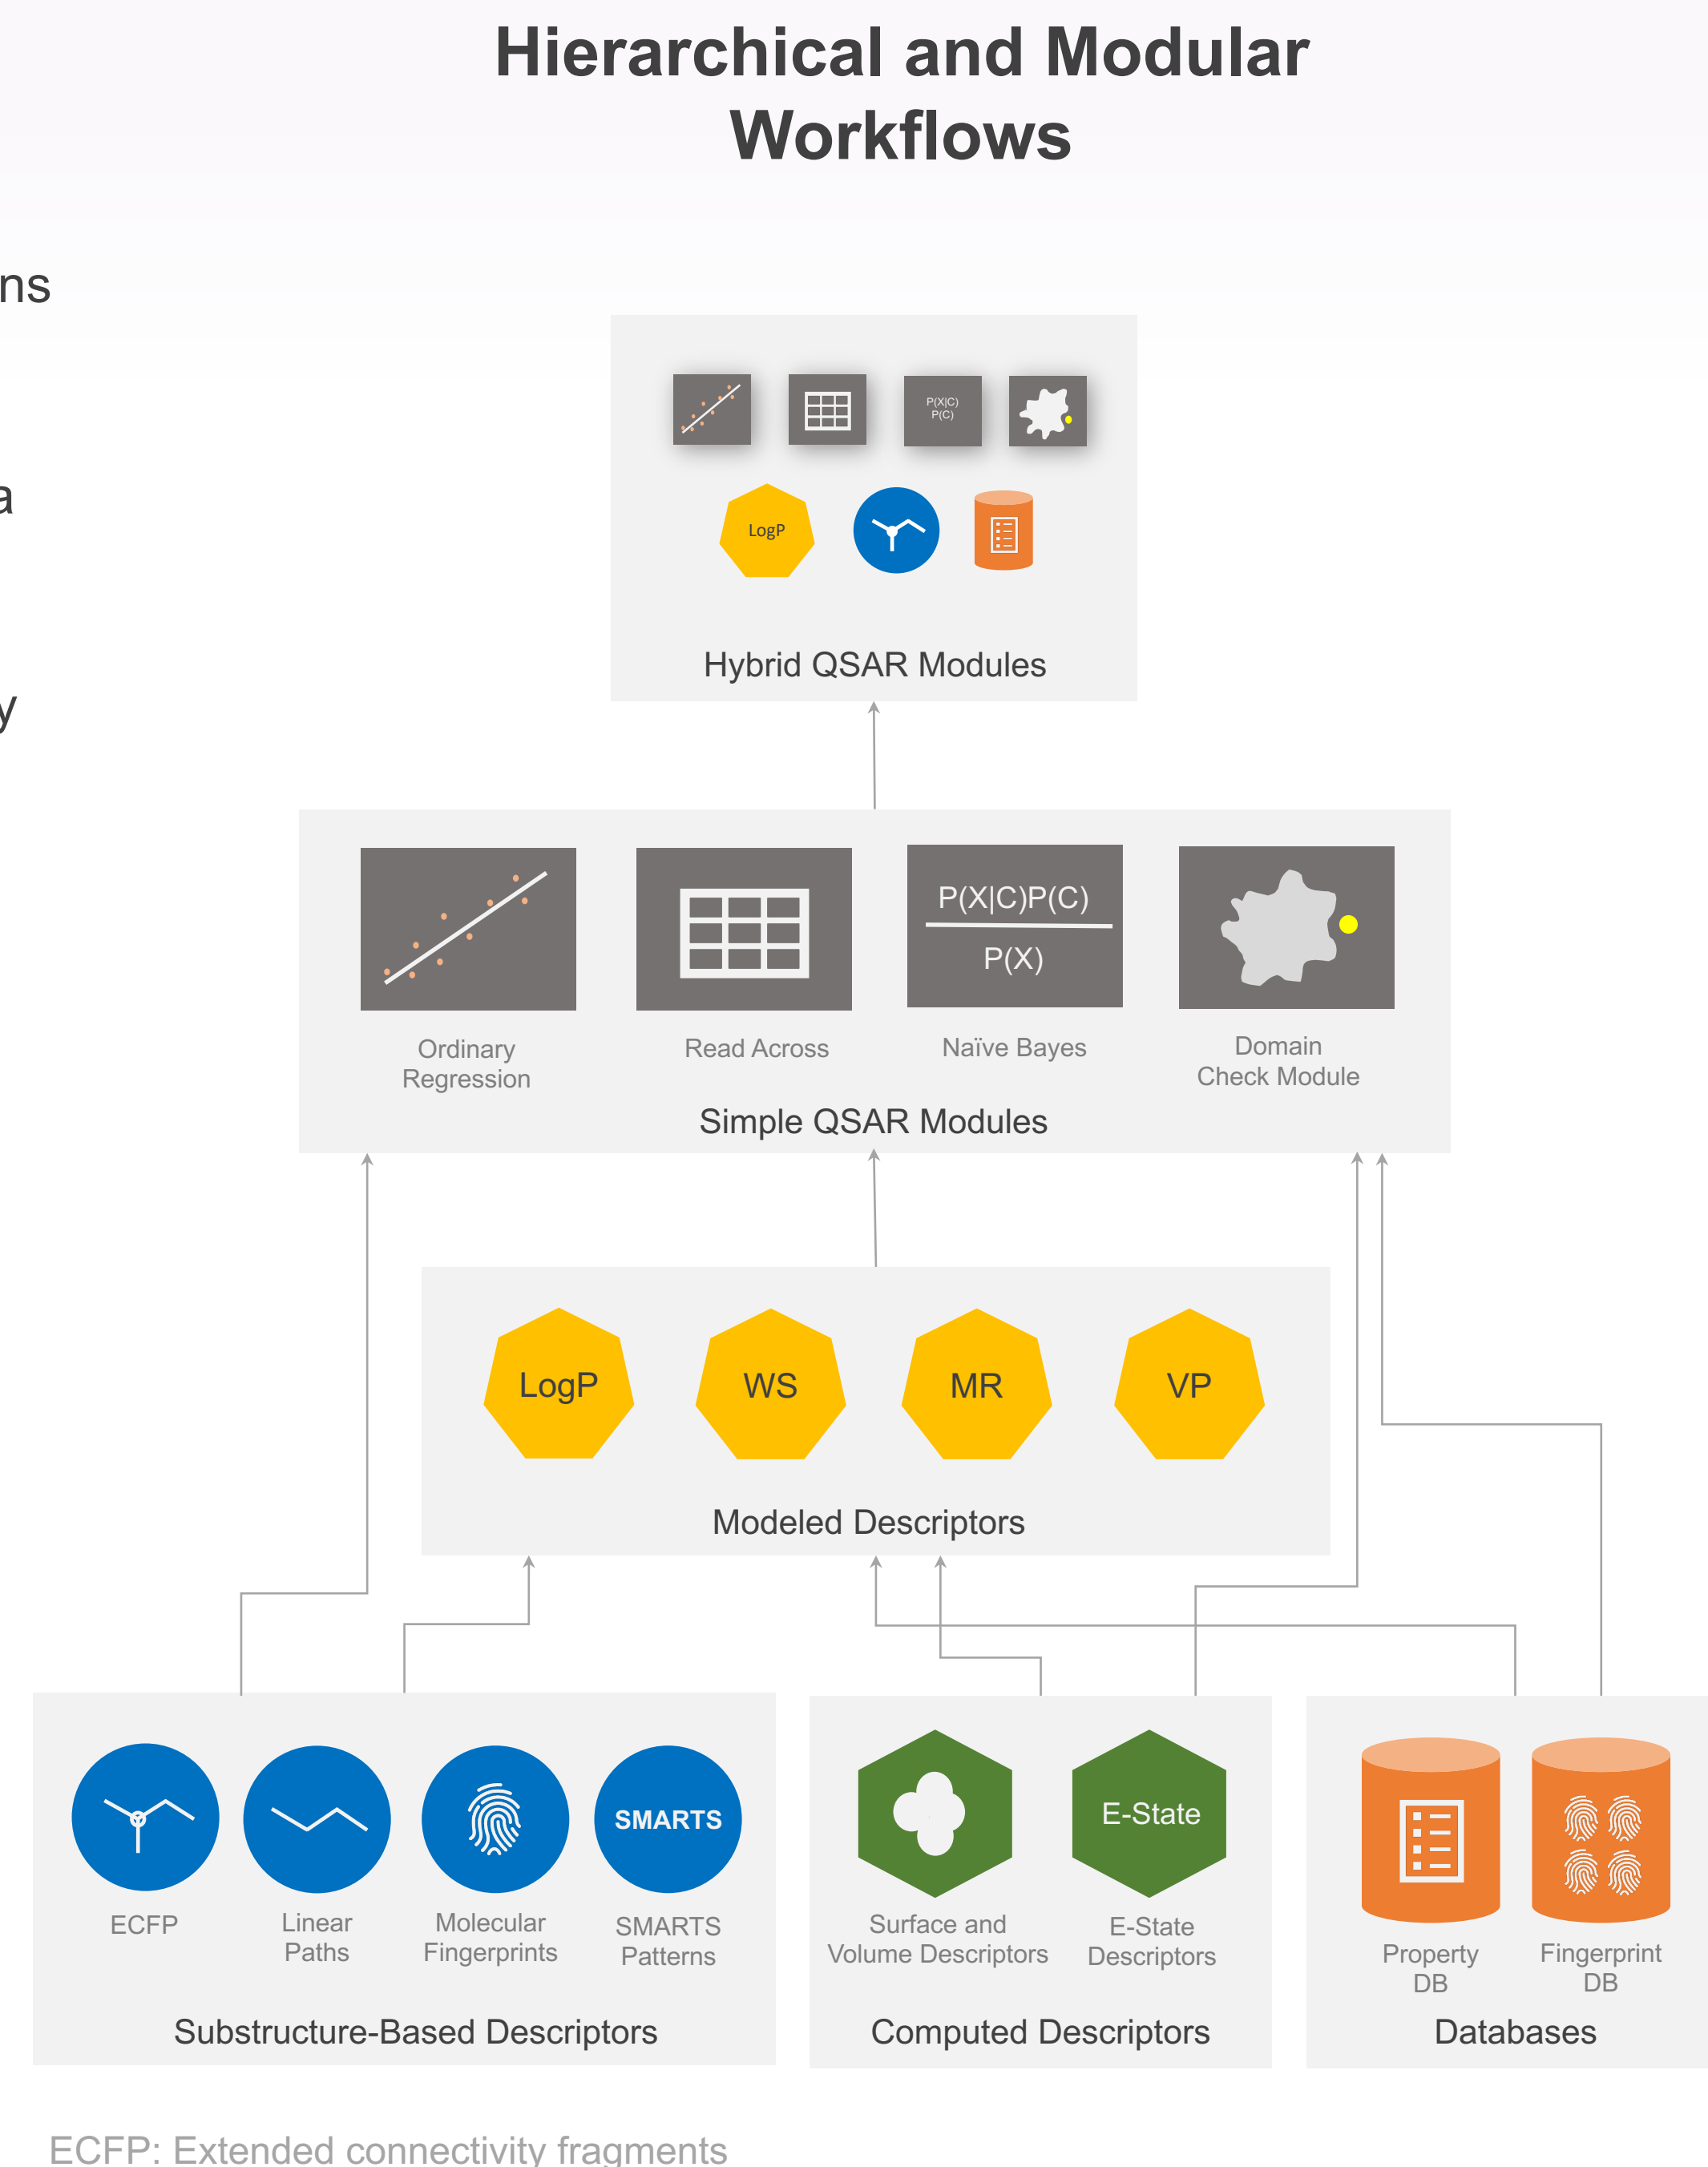 Hierarchical and Modular
Workflows
ns
a
y
P(X|C)
P(C)
LogP
Hybrid QSAR Modules
P(X|C)P(C)
P(X)
Ordinary
Regression
Read Across
Naïve Bayes
Domain
Check Module
Simple QSAR Modules
LogP
WS
MR
VP
Modeled Descriptors
SMARTS
E-State
ECFP
Linear
Paths
Molecular
Fingerprints
SMARTS
Patterns
Surface and
Volume Descriptors
E-State
Descriptors
Property
DB
Fingerprint
DB
Substructure-Based Descriptors
Computed Descriptors
Databases
ECFP: Extended connectivity fragments